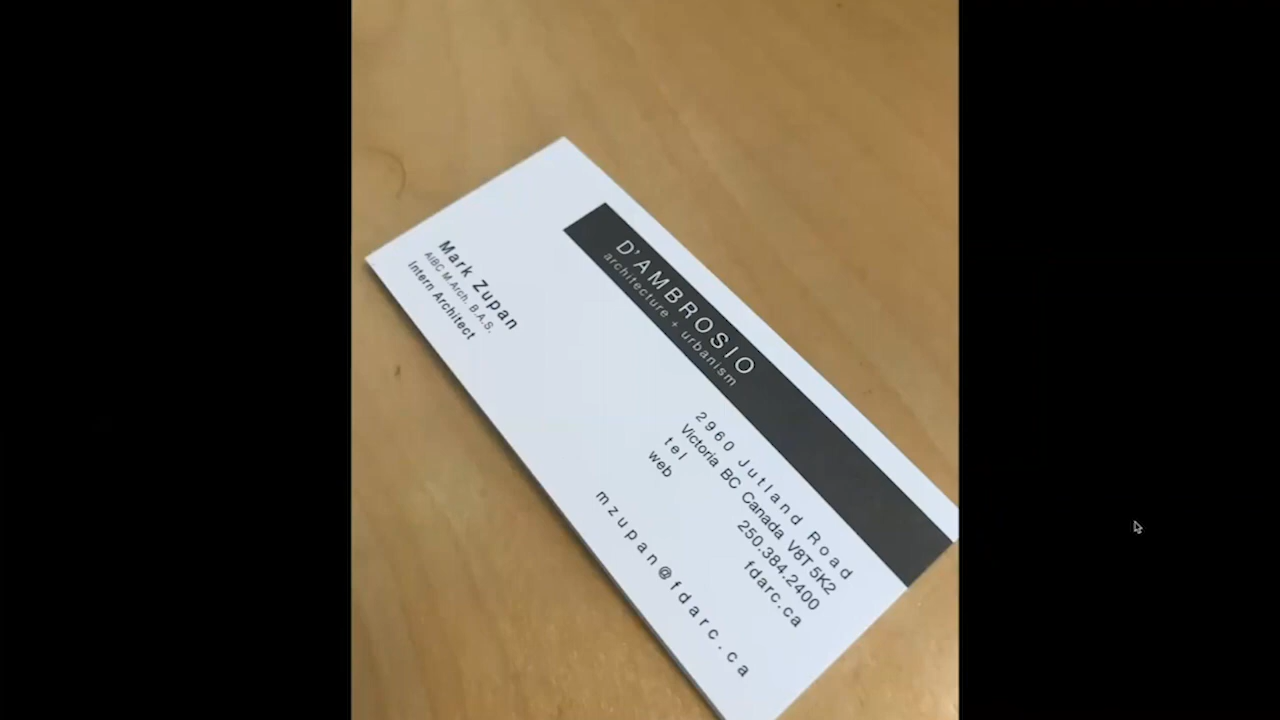 D'AMBROSIO
architecture + urbanism
Mark Zupan
AIBC M.Arch. B.A.S.
Intern Architect
2960 Jutland Road
Victoria BC Canada V8T 5K2
tel 250.384.2400
web fdarc.ca
mzupan@fdarc.ca